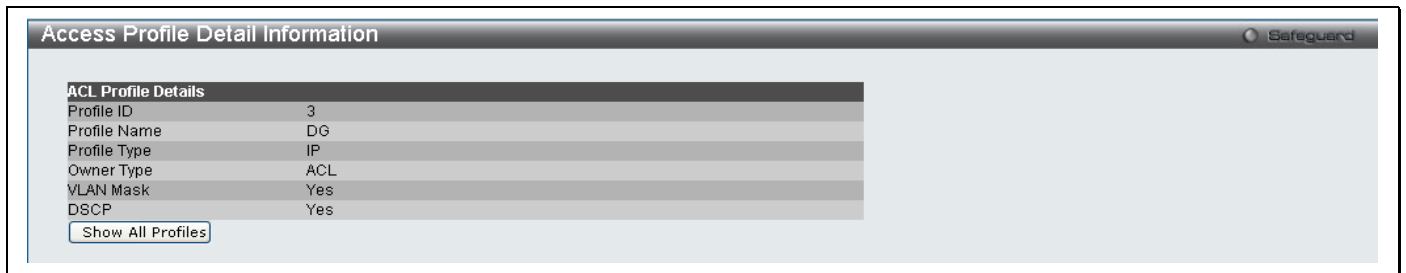 Access Profile Detail Information
Safeguard
ACL Profile Details
Profile ID 3
Profile Name DG
Profile Type IP
Owner Type ACL
VLAN Mask Yes
DSCP Yes
Show All Profiles